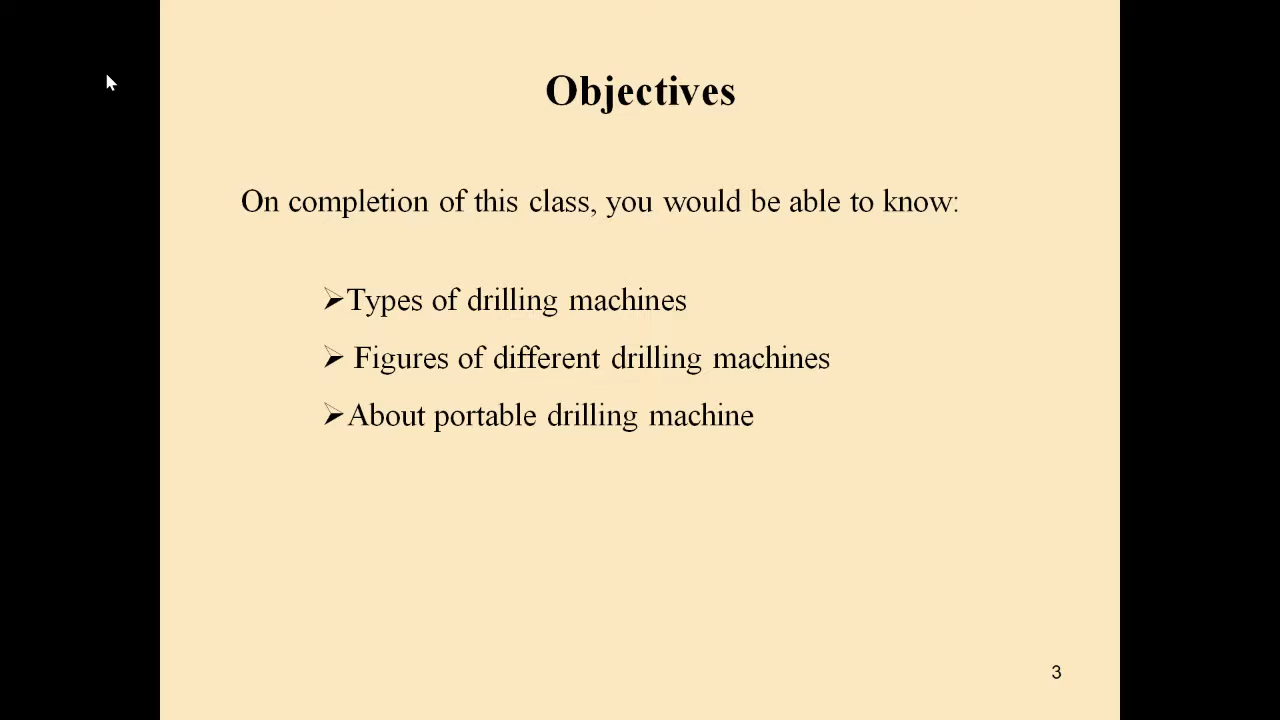 Objectives
On completion of this class, you would be able to know:
➢Types of drilling machines
➢ Figures of different drilling machines
➢About portable drilling machine
3